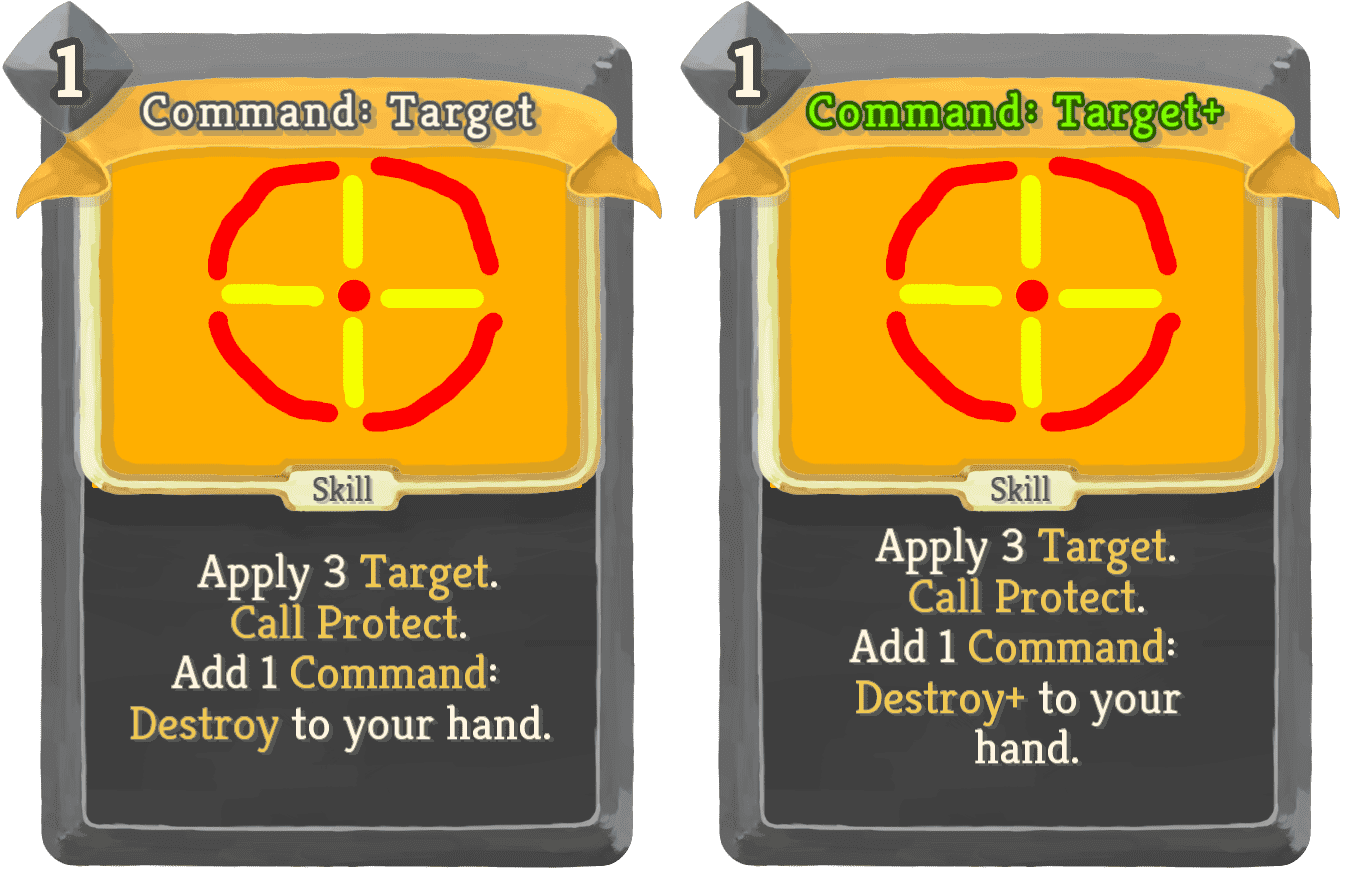 1
Command: Target
Skill
Apply 3 Target.
Call Protect.
Add 1 Command:
Destroy to your hand.
1
Command: Target+
Skill
Apply 3 Target.
Call Protect.
Add 1 Command:
Destroy+ to your
hand.